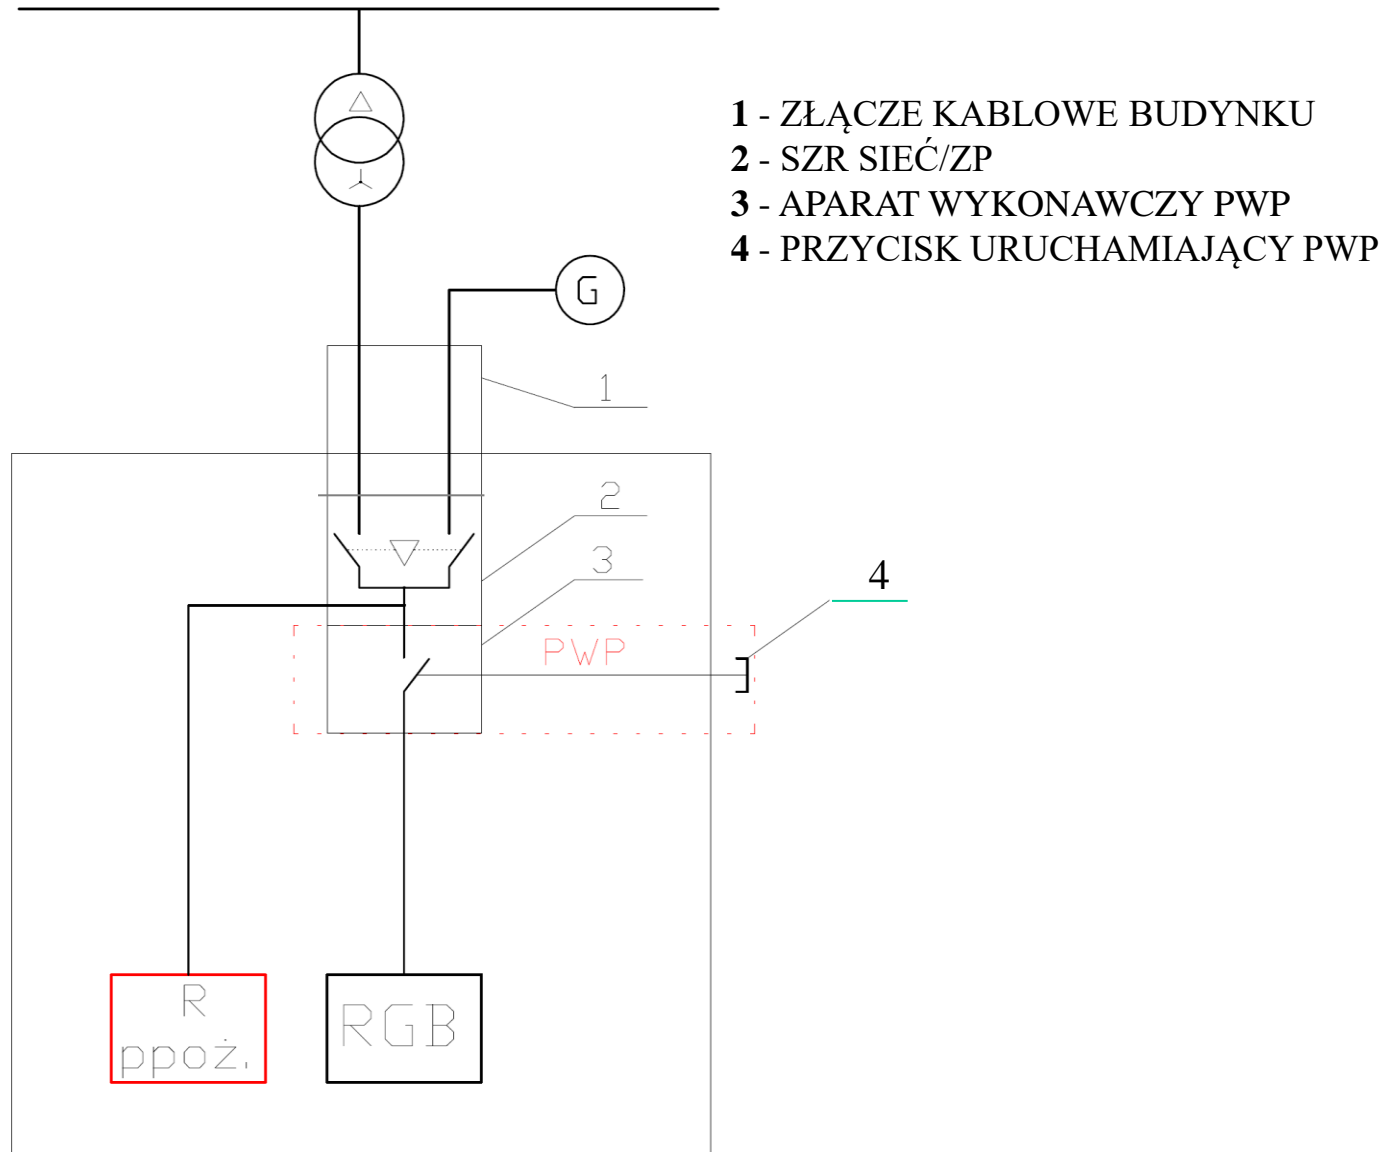 1 - ZŁĄCZE KABLOWE BUDYNKU
2 - SZR SIEĆ/ZP
3 - APARAT WYKONAWCZY PWP
4 - PRZYCISK URUCHAMIAJĄCY PWP
G
1
2
3
4
PWP
R
ppoż.
RGB